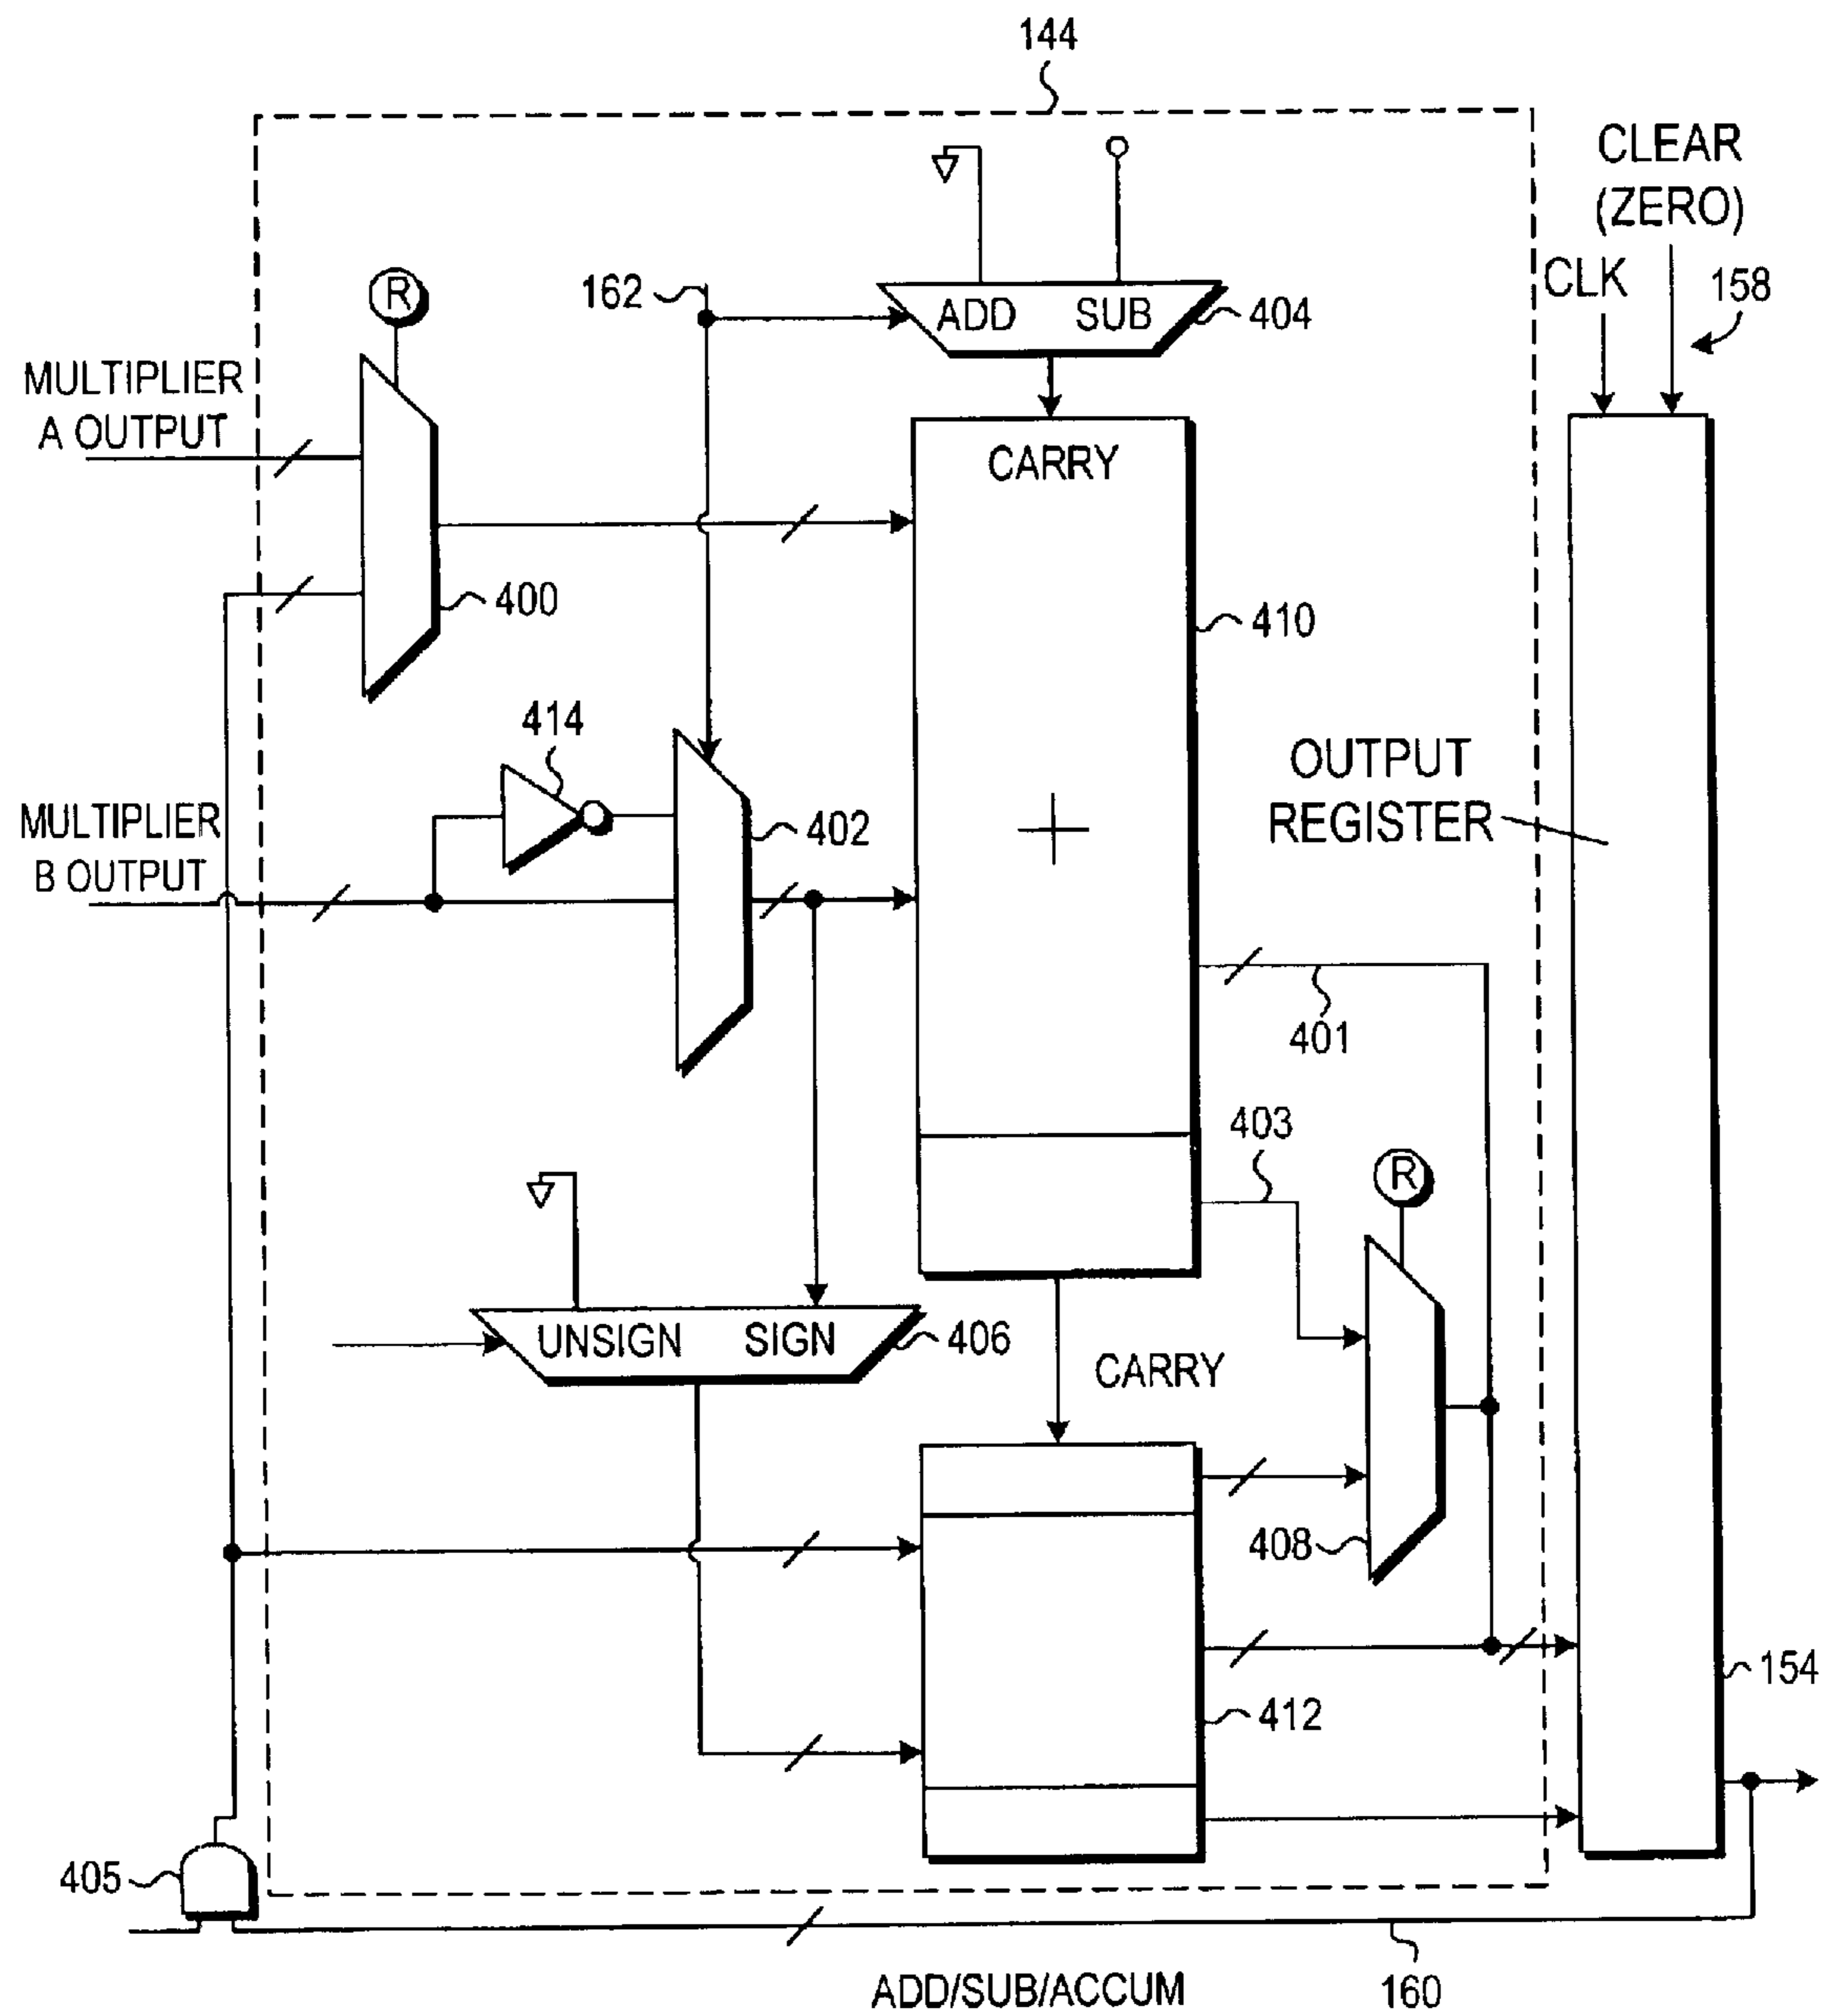 144
CLEAR
(ZERO)
CLK
158
R
162
ADD SUB
404
MULTIPLIER
A OUTPUT
CARRY
400
410
414
OUTPUT
REGISTER
MULTIPLIER
B OUTPUT
402
+
401
403
R
UNSIGN SIGN
406
CARRY
408
154
412
405
ADD/SUB/ACCUM
160